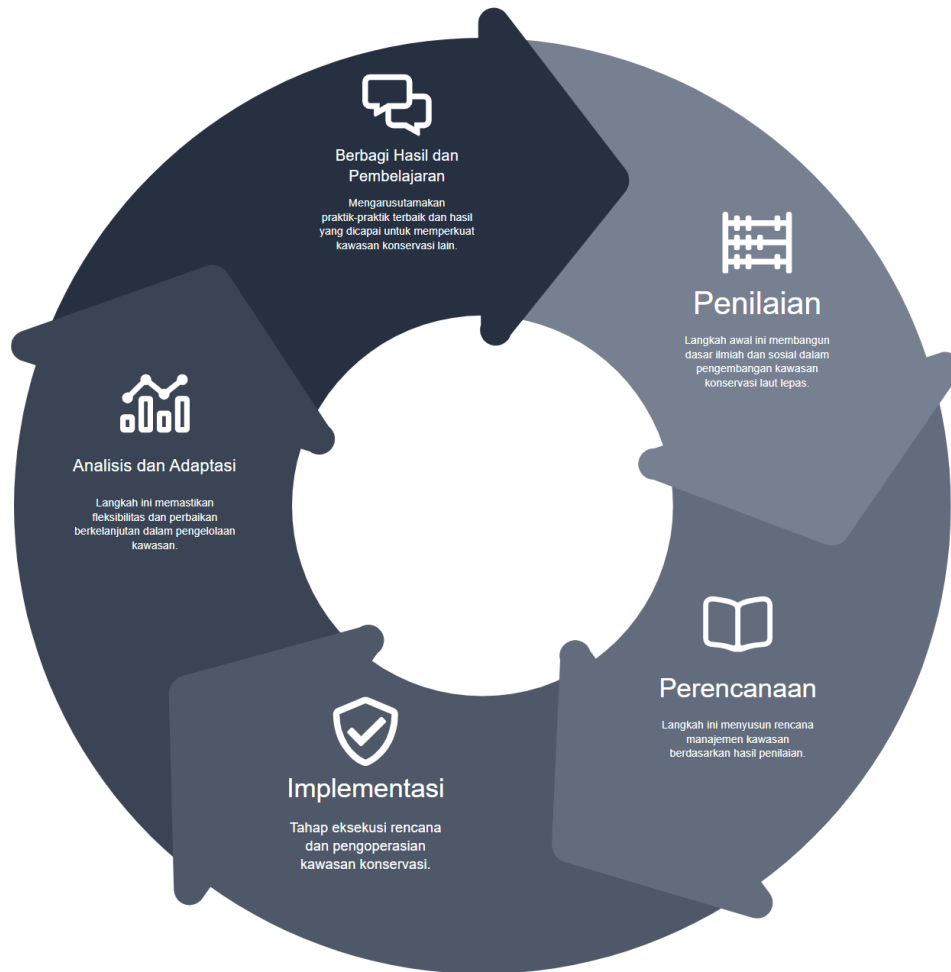 Berbagi Hasil dan
Pembelajaran
Mengarusutamakan
praktik-praktik terbaik dan hasil
yang dicapai untuk memperkuat
kawasan konservasi lain.
Penilaian
Langkah awal ini membangun
dasar ilmiah dan sosial dalam
pengembangan kawasan
konservasi laut lepas.
Perencanaan
Langkah ini menyusun rencana
manajemen kawasan
berdasarkan hasil penilaian.
Implementasi
Tahap eksekusi rencana
dan pengoperasian
kawasan konservasi.
Analisis dan Adaptasi
Langkah ini memastikan
fleksibilitas dan perbaikan
berkelanjutan dalam pengelolaan
kawasan.